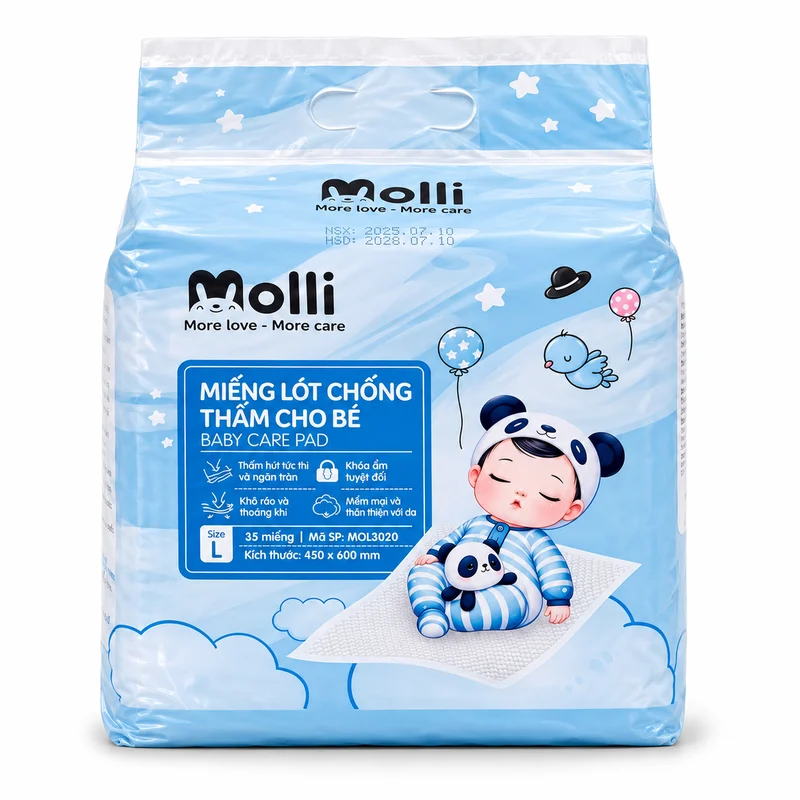 Molli
More love - More care
NSX: 2025.07.10
HSD: 2028.07.10
Molli
More love - More care
MIẾNG LÓT CHỐNG
THẤM CHO BÉ
BABY CARE PAD
Thấm hút tức thì
và ngăn tràn
Khóa ẩm
tuyệt đối
Khô ráo và
thoáng khí
Mềm mại và
thân thiện với da
Size
L
35 miếng | Mã SP: MOL3020
Kích thước: 450 x 600 mm